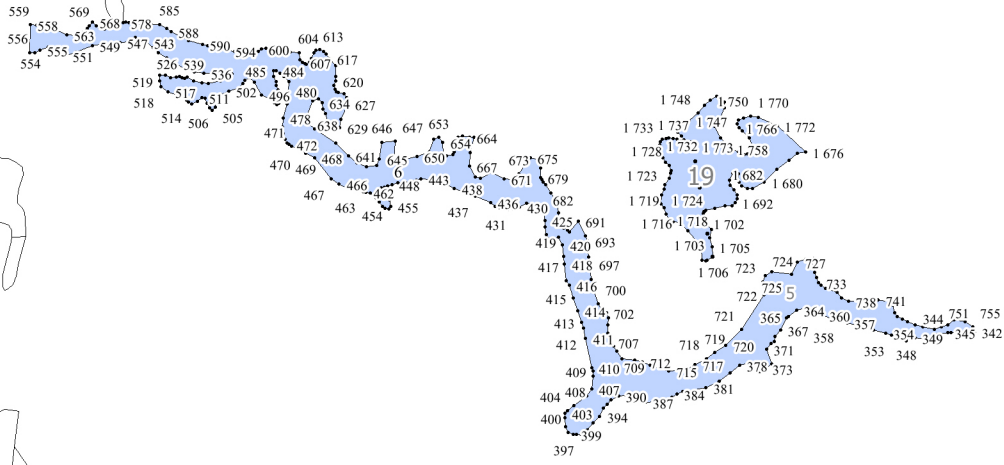 559 558 569 568 578 585
556 563 588
554 555 551 549 547 543 590 594 600 604 613
519 526 539 536 485 484 607 617
518 517 511 502 496 480 620
514 506 505 634 627
478 638 629
471 472 646 647 653
470 469 468 641 645 650 654 664
467 466 6 448 443 667 673 675
463 462 438 671 679
454 455 437 436 682
431 430 425 691
419 420 693
417 418 697
416 700
415 414 702
413
412 411 707
409 410 709 712 715 718 719 721
404 408 407 717 720
400 403 390 387 384 381 378 373
397 399 394 371
722 723 724 727
725 5 733
365 364 360 738 741
367 358 357 353 354 344 751 755
348 349 345 342
1 748 1 750 1 770
1 733 1 737 1 747 1 766 1 772
1 728 1 732 1 773 1 758 1 676
1 723 19 1 682 1 680
1 719 1 724 1 692
1 716 1 718 1 702
1 703 1 705
1 706